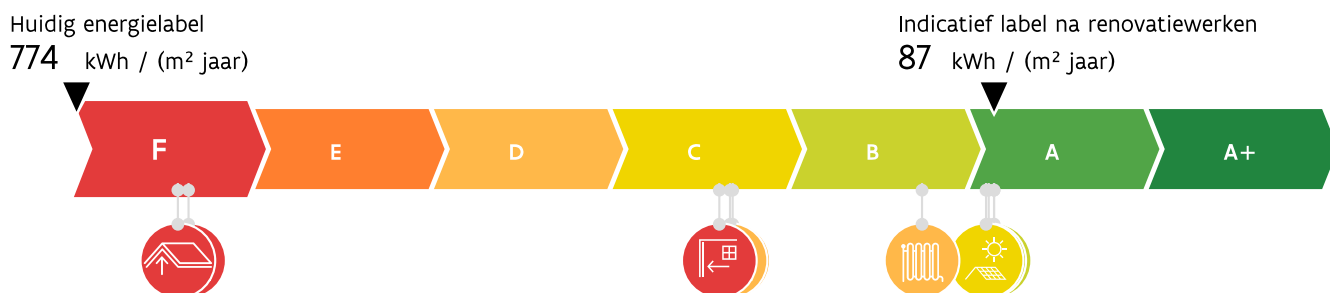 Huidig energielabel
774 kWh / (m² jaar)
Indicatief label na renovatiewerken
87 kWh / (m² jaar)
F E D C B A A+